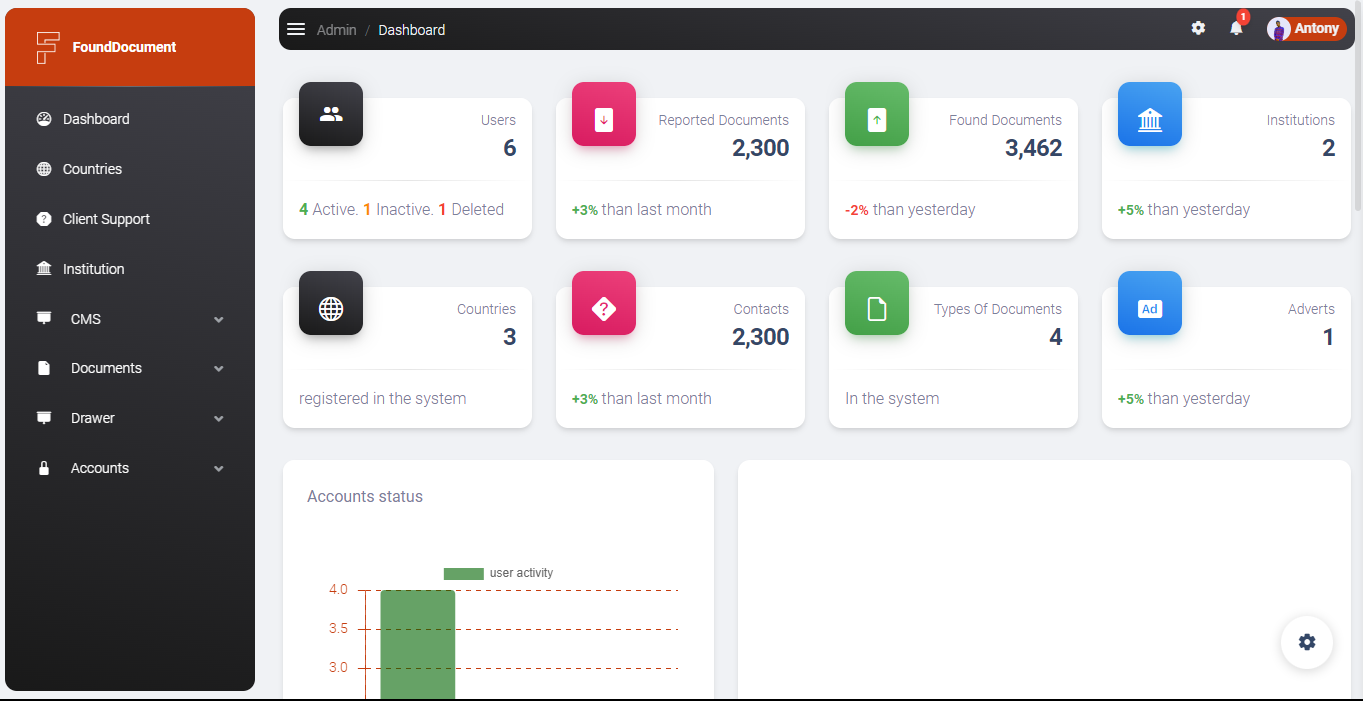 FoundDocument
Dashboard
Countries
Client Support
Institution
CMS
Documents
Drawer
Accounts
Admin / Dashboard
1
Antony
Users
6
4 Active. 1 Inactive. 1 Deleted
Reported Documents
2,300
+3% than last month
Found Documents
3,462
-2% than yesterday
Institutions
2
+5% than yesterday
Countries
3
registered in the system
Contacts
2,300
+3% than last month
Types Of Documents
4
In the system
Ad
Adverts
1
+5% than yesterday
Accounts status
user activity
4.0
3.5
3.0